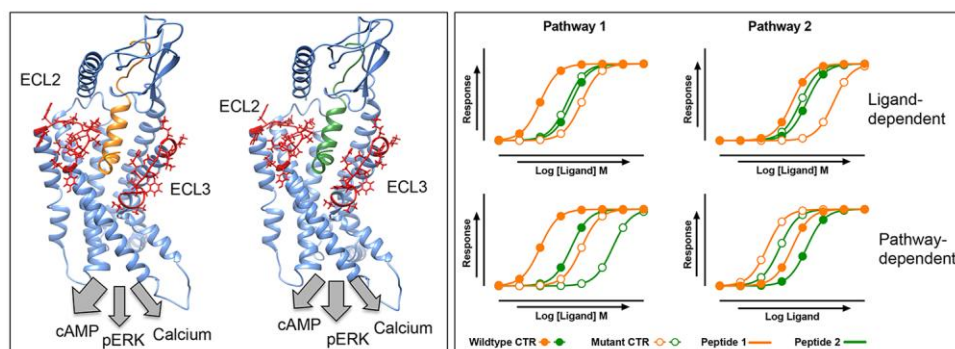 ECL2
ECL3
cAMP
pERK
Calcium
ECL2
ECL3
cAMP
pERK
Calcium
Pathway 1
Pathway 2
Response
Log [Ligand] M
Response
Log [Ligand] M
Ligand-
dependent
Response
Log [Ligand] M
Response
Log Ligand
Pathway-
dependent
Wildtype CTR
Mutant CTR
Peptide 1
Peptide 2